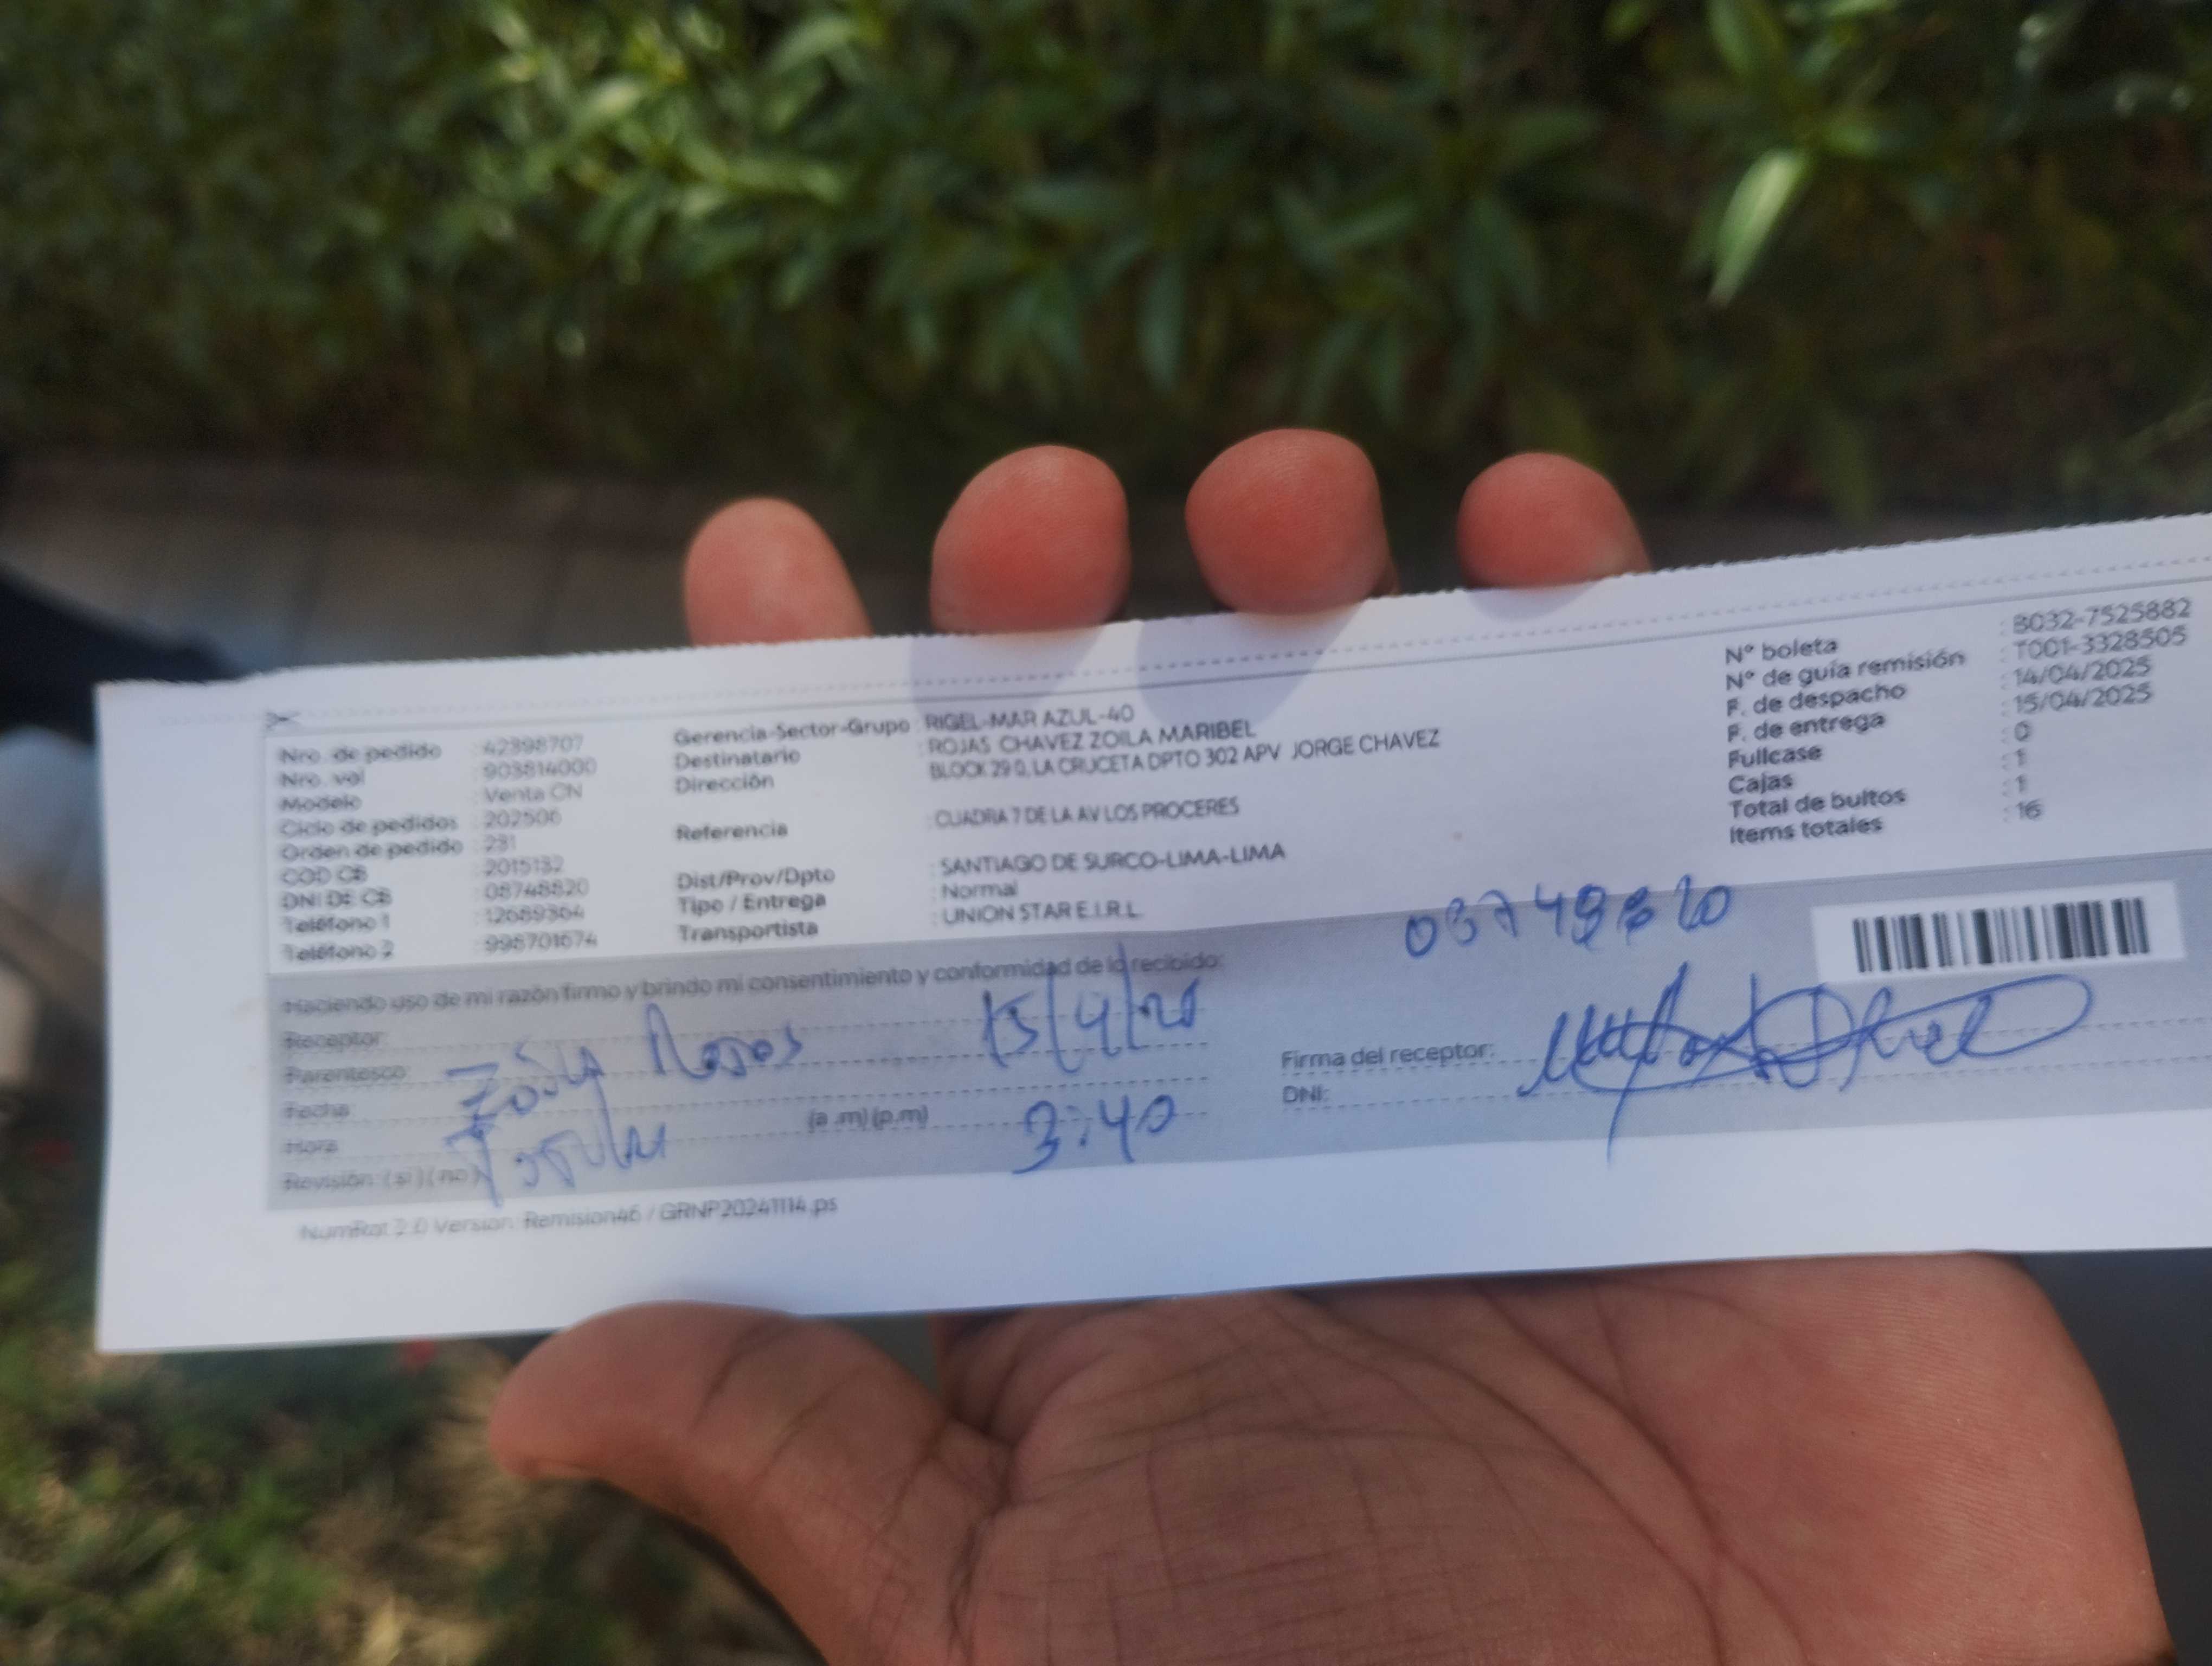 Nro. de pedido : 42398707
Nro. val : 903814000
Modelo : Venta CN
Ciclo de pedidos : 202506
Orden de pedido : 231
COD CB : 2015132
DNI DE CB : 08748820
Teléfono 1 : 12689364
Teléfono 2 : 998701674
Gerencia-Sector-Grupo : RIGEL-MAR AZUL-40
Destinatario : ROJAS CHAVEZ ZOILA MARIBEL
Dirección : BLOCK 29 0, LA CRUCETA DPTO 302 APV JORGE CHAVEZ
Referencia : CUADRA 7 DE LA AV LOS PROCERES
Dist/Prov/Dpto : SANTIAGO DE SURCO-LIMA-LIMA
Tipo / Entrega : Normal
Transportista : UNION STAR E.I.R.L.
Nº boleta : B032-7525882
Nº de guía remisión : T001-3328505
F. de despacho : 14/04/2025
F. de entrega : 15/04/2025
Fullcase : 0
Cajas : 1
Total de bultos : 1
Items totales : 16
Haciendo uso de mi razón firmo y brindo mi consentimiento y conformidad de lo recibido:
Receptor:
Parentesco:
Fecha
Hora (a .m) (p.m)
Revisión: ( si ) ( no )
Zoila Rojas
Titular
15/4/25
3:40
08748820
Firma del receptor:
DNI:
NumRot 2.0 Version: Remision46 / GRNP20241114.ps